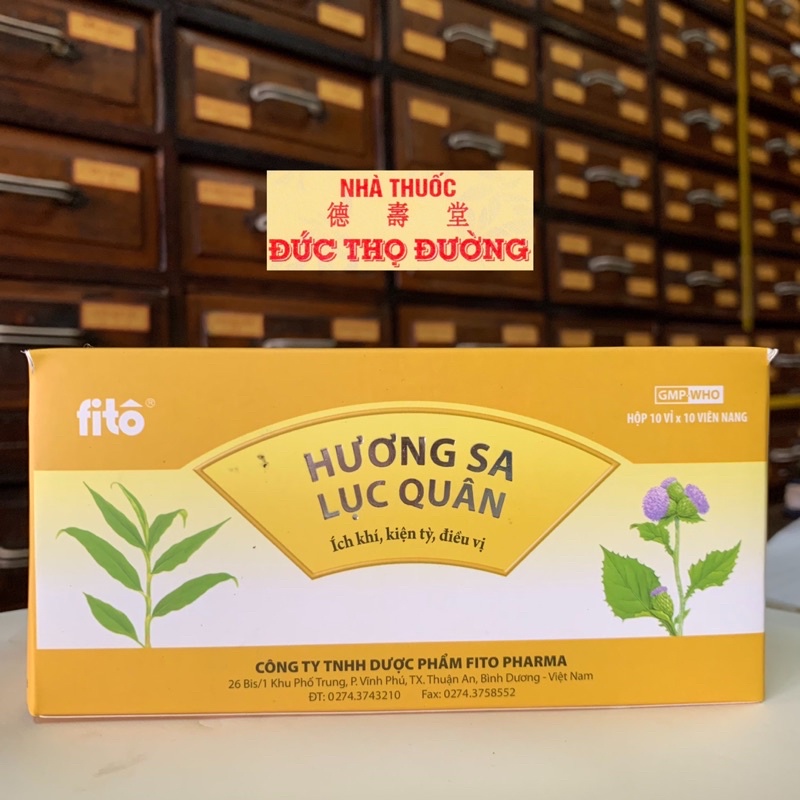 NHÀ THUỐC
德 壽 堂
ĐỨC THỌ ĐƯỜNG
fitô®
GMP-WHO
HỘP 10 VỈ x 10 VIÊN NANG
HƯƠNG SA
LỤC QUÂN
Ích khí, kiện tỳ, điều vị
CÔNG TY TNHH DƯỢC PHẨM FITO PHARMA
26 Bis/1 Khu Phố Trung, P. Vĩnh Phú, TX. Thuận An, Bình Dương - Việt Nam
ĐT: 0274.3743210 Fax: 0274.3758552